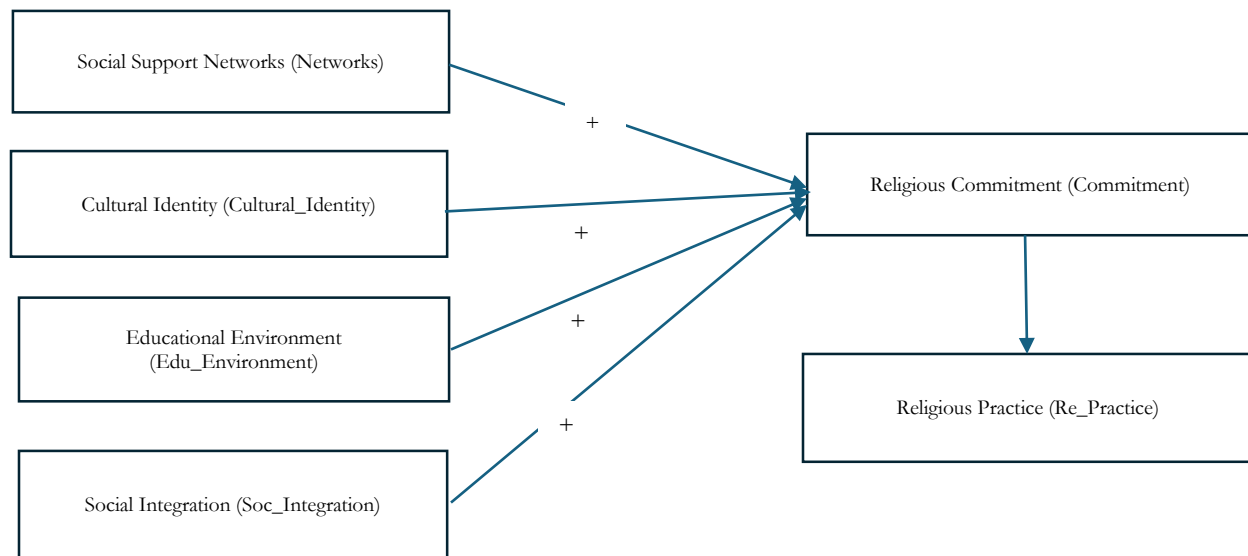 Social Support Networks (Networks)
+
Religious Commitment (Commitment)
Cultural Identity (Cultural_Identity)
+
Educational Environment
(Edu_Environment)
+
Religious Practice (Re_Practice)
+
Social Integration (Soc_Integration)